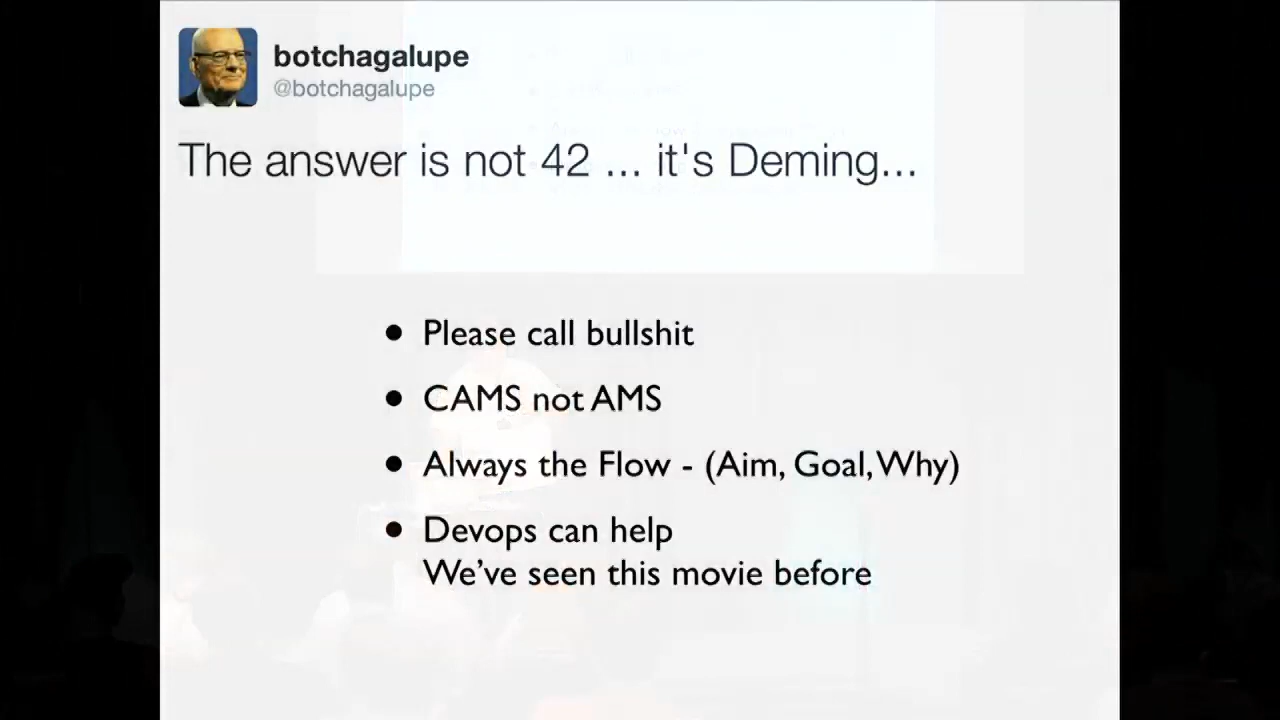 botchagalupe
@botchagalupe
The answer is not 42 ... it's Deming...
• Please call bullshit
• CAMS not AMS
• Always the Flow - (Aim, Goal, Why)
• Devops can help
We've seen this movie before